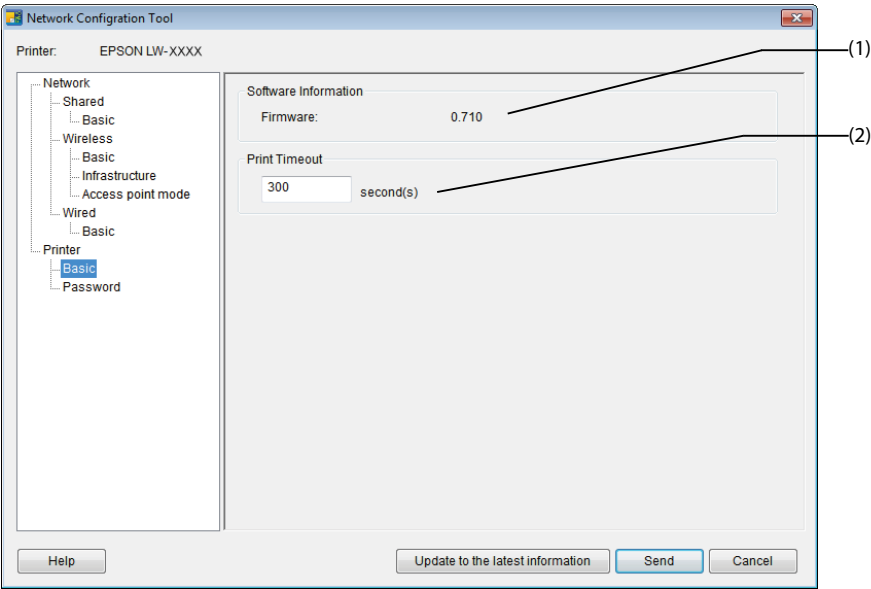 Network Configration Tool
Printer: EPSON LW-XXXX
(1)
Network
Shared
Basic
Wireless
Basic
Infrastructure
Access point mode
Wired
Basic
Printer
Basic
Password
Software Information
Firmware: 0.710
(2)
Print Timeout
300 second(s)
Help
Update to the latest information
Send
Cancel